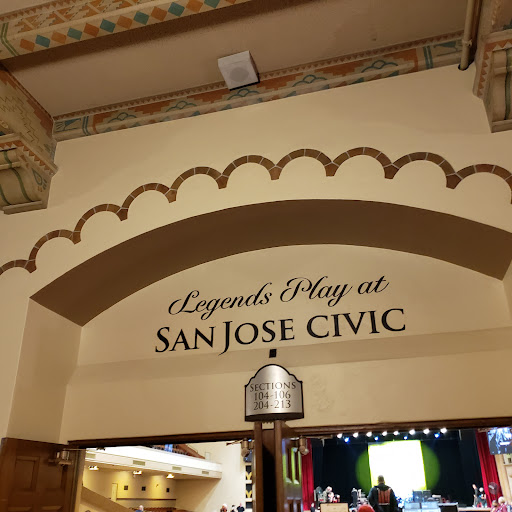 Legends Play at
SAN JOSE CIVIC
SECTIONS
104-106
204-213